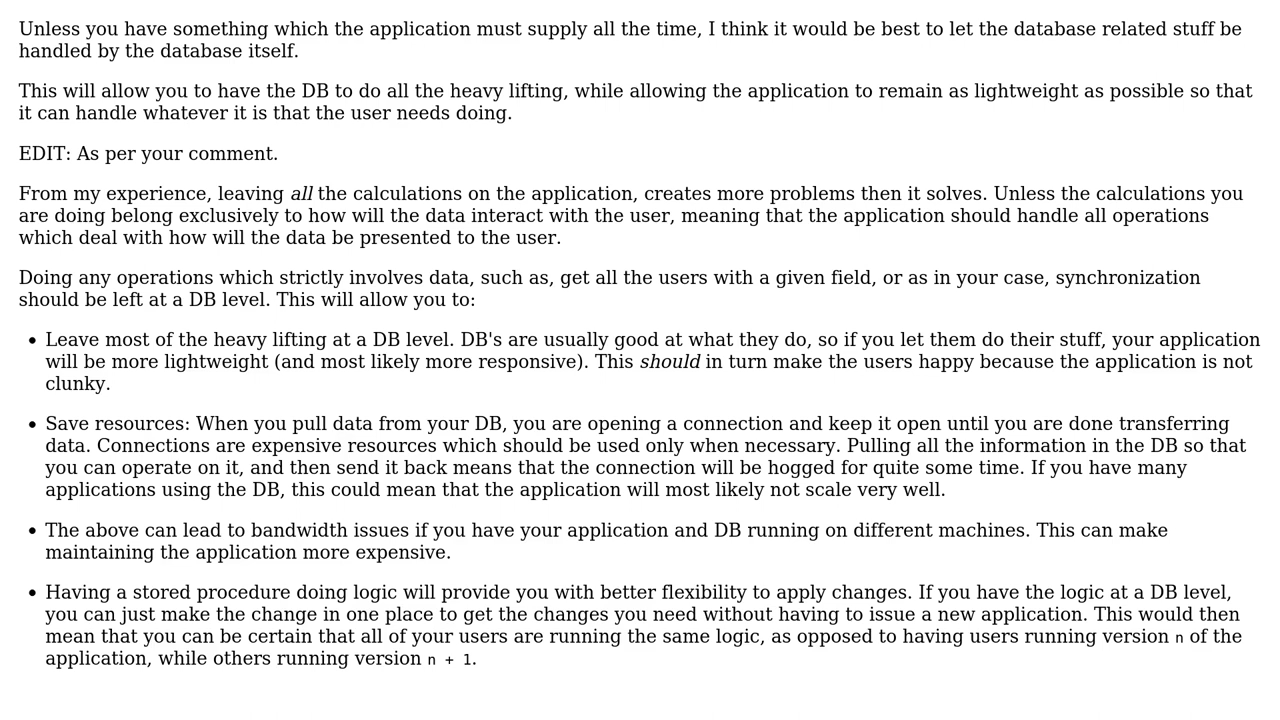 Unless you have something which the application must supply all the time, I think it would be best to let the database related stuff be
handled by the database itself.
This will allow you to have the DB to do all the heavy lifting, while allowing the application to remain as lightweight as possible so that
it can handle whatever it is that the user needs doing.
EDIT: As per your comment.
From my experience, leaving all the calculations on the application, creates more problems then it solves. Unless the calculations you
are doing belong exclusively to how will the data interact with the user, meaning that the application should handle all operations
which deal with how will the data be presented to the user.
Doing any operations which strictly involves data, such as, get all the users with a given field, or as in your case, synchronization
should be left at a DB level. This will allow you to:
• Leave most of the heavy lifting at a DB level. DB's are usually good at what they do, so if you let them do their stuff, your application
will be more lightweight (and most likely more responsive). This should in turn make the users happy because the application is not
clunky.
• Save resources: When you pull data from your DB, you are opening a connection and keep it open until you are done transferring
data. Connections are expensive resources which should be used only when necessary. Pulling all the information in the DB so that
you can operate on it, and then send it back means that the connection will be hogged for quite some time. If you have many
applications using the DB, this could mean that the application will most likely not scale very well.
• The above can lead to bandwidth issues if you have your application and DB running on different machines. This can make
maintaining the application more expensive.
• Having a stored procedure doing logic will provide you with better flexibility to apply changes. If you have the logic at a DB level,
you can just make the change in one place to get the changes you need without having to issue a new application. This would then
mean that you can be certain that all of your users are running the same logic, as opposed to having users running version n of the
application, while others running version n + 1.